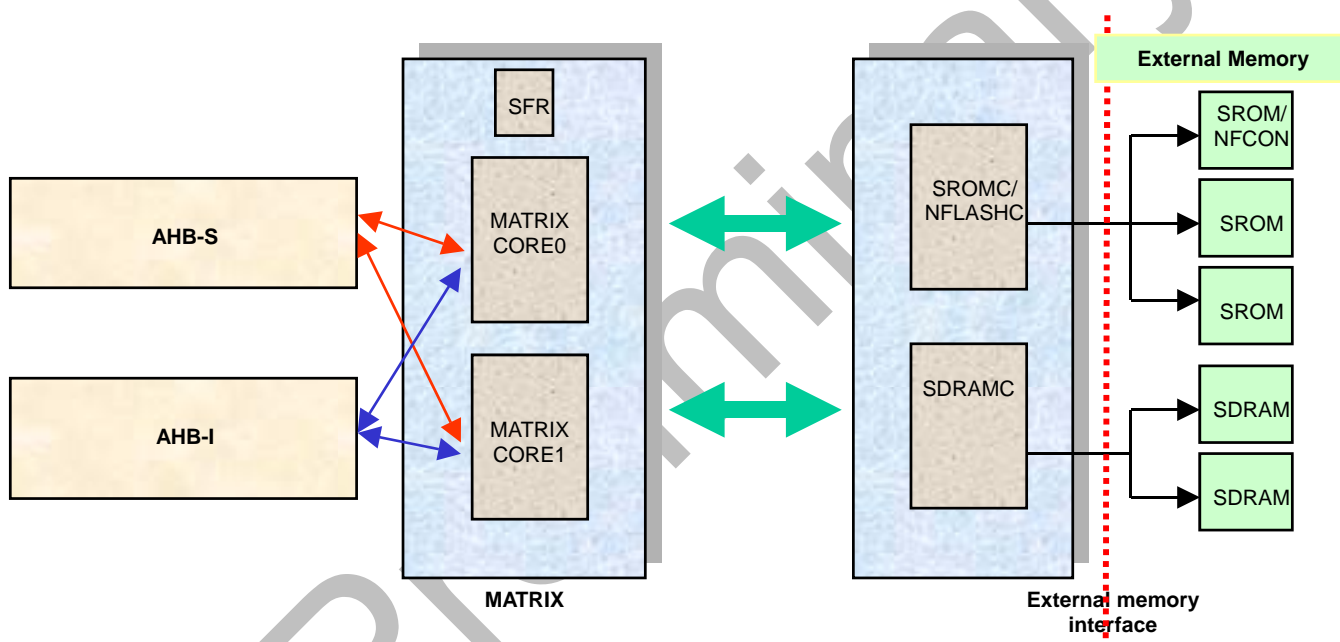 External Memory
SFR
SROM/
NFCON
AHB-S
MATRIX
CORE0
SROMC/
NFLASHC
SROM
SROM
AHB-I
MATRIX
CORE1
SDRAMC
SDRAM
SDRAM
MATRIX
External memory
interface
Preliminary